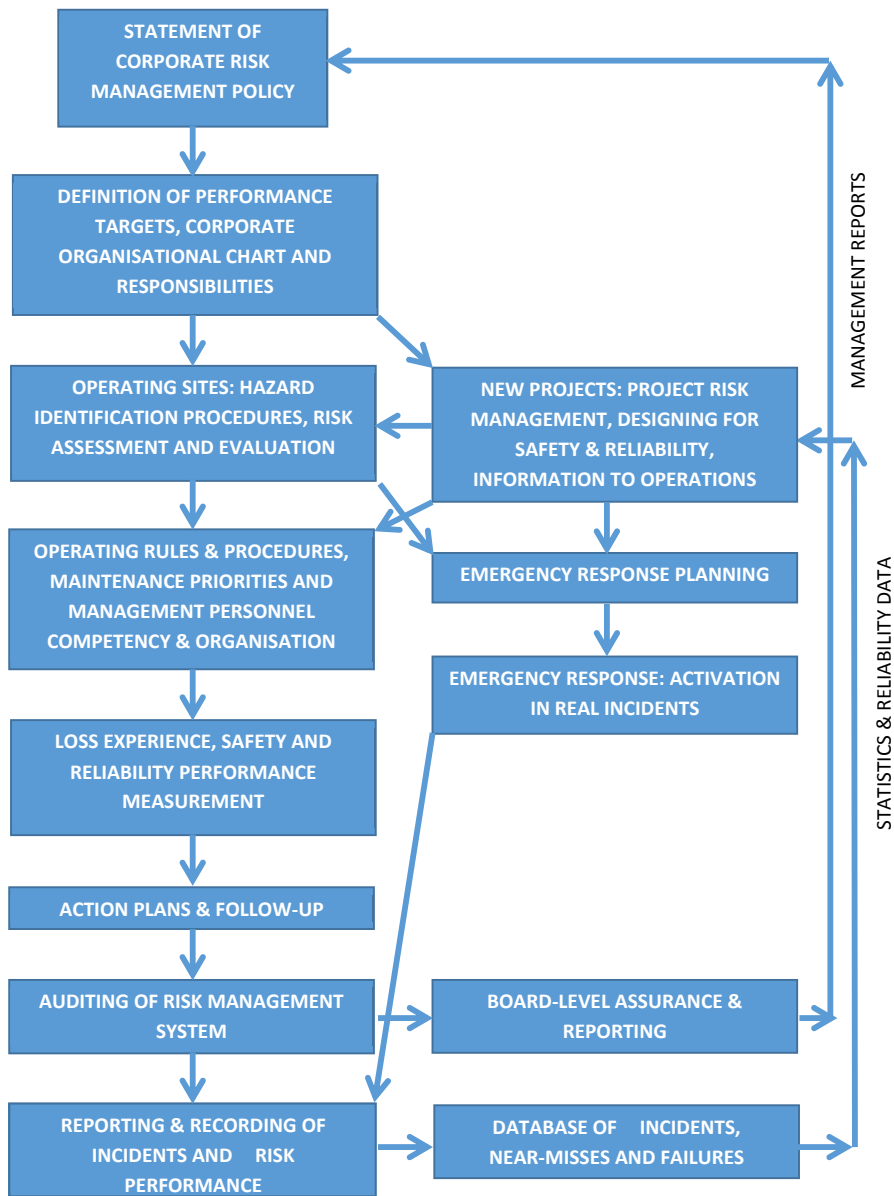 STATEMENT OF
CORPORATE RISK
MANAGEMENT POLICY
DEFINITION OF PERFORMANCE
TARGETS, CORPORATE
ORGANISATIONAL CHART AND
RESPONSIBILITIES
OPERATING SITES: HAZARD
IDENTIFICATION PROCEDURES, RISK
ASSESSMENT AND EVALUATION
NEW PROJECTS: PROJECT RISK
MANAGEMENT, DESIGNING FOR
SAFETY & RELIABILITY,
INFORMATION TO OPERATIONS
OPERATING RULES & PROCEDURES,
MAINTENANCE PRIORITIES AND
MANAGEMENT PERSONNEL
COMPETENCY & ORGANISATION
EMERGENCY RESPONSE PLANNING
EMERGENCY RESPONSE: ACTIVATION
IN REAL INCIDENTS
LOSS EXPERIENCE, SAFETY AND
RELIABILITY PERFORMANCE
MEASUREMENT
ACTION PLANS & FOLLOW-UP
AUDITING OF RISK MANAGEMENT
SYSTEM
BOARD-LEVEL ASSURANCE &
REPORTING
REPORTING & RECORDING OF
INCIDENTS AND RISK
PERFORMANCE
DATABASE OF INCIDENTS,
NEAR-MISSES AND FAILURES
MANAGEMENT REPORTS
STATISTICS & RELIABILITY DATA